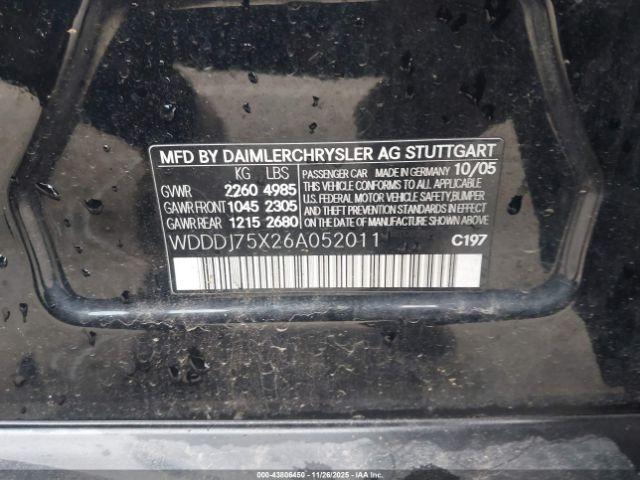 MFD BY DAIMLERCHRYSLER AG STUTTGART
KG LBS
GVWR 2260 4985
GAWR FRONT 1045 2305
GAWR REAR 1215 2680
PASSENGER CAR MADE IN GERMANY 10/05
THIS VEHICLE CONFORMS TO ALL APPLICABLE
U.S. FEDERAL MOTOR VEHICLE SAFETY,BUMPER
AND THEFT PREVENTION STANDARDS IN EFFECT
ON THE DATE OF MANUFACTURE SHOWN ABOVE
WDDDJ75X26A052011
C197
000-43806450 - 11/26/2025 - IAAI.COM